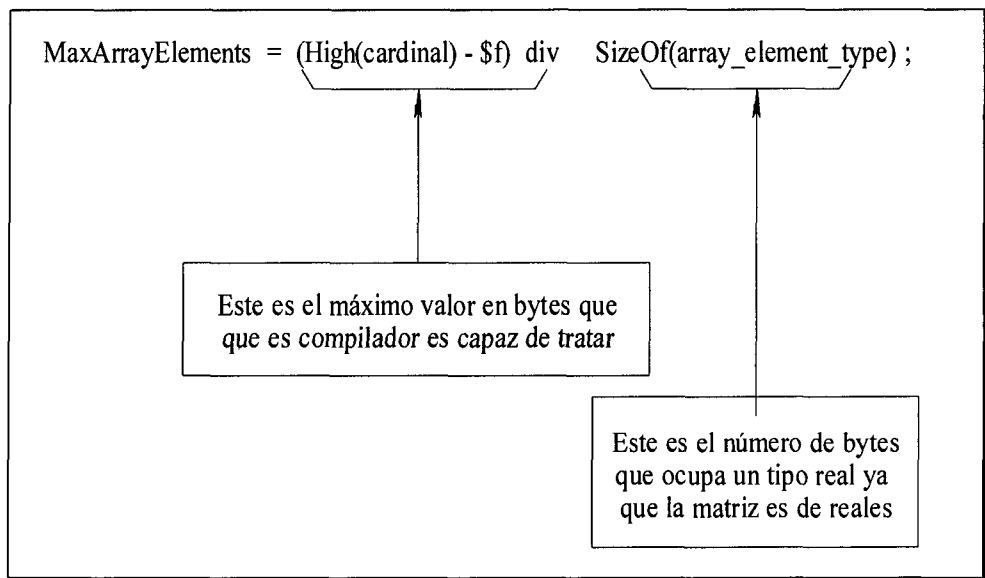 MaxArrayElements = (High(cardinal) - $f) div SizeOf(array_element_type) ;
Este es el máximo valor en bytes que
que es compilador es capaz de tratar
Este es el número de bytes
que ocupa un tipo real ya
que la matriz es de reales